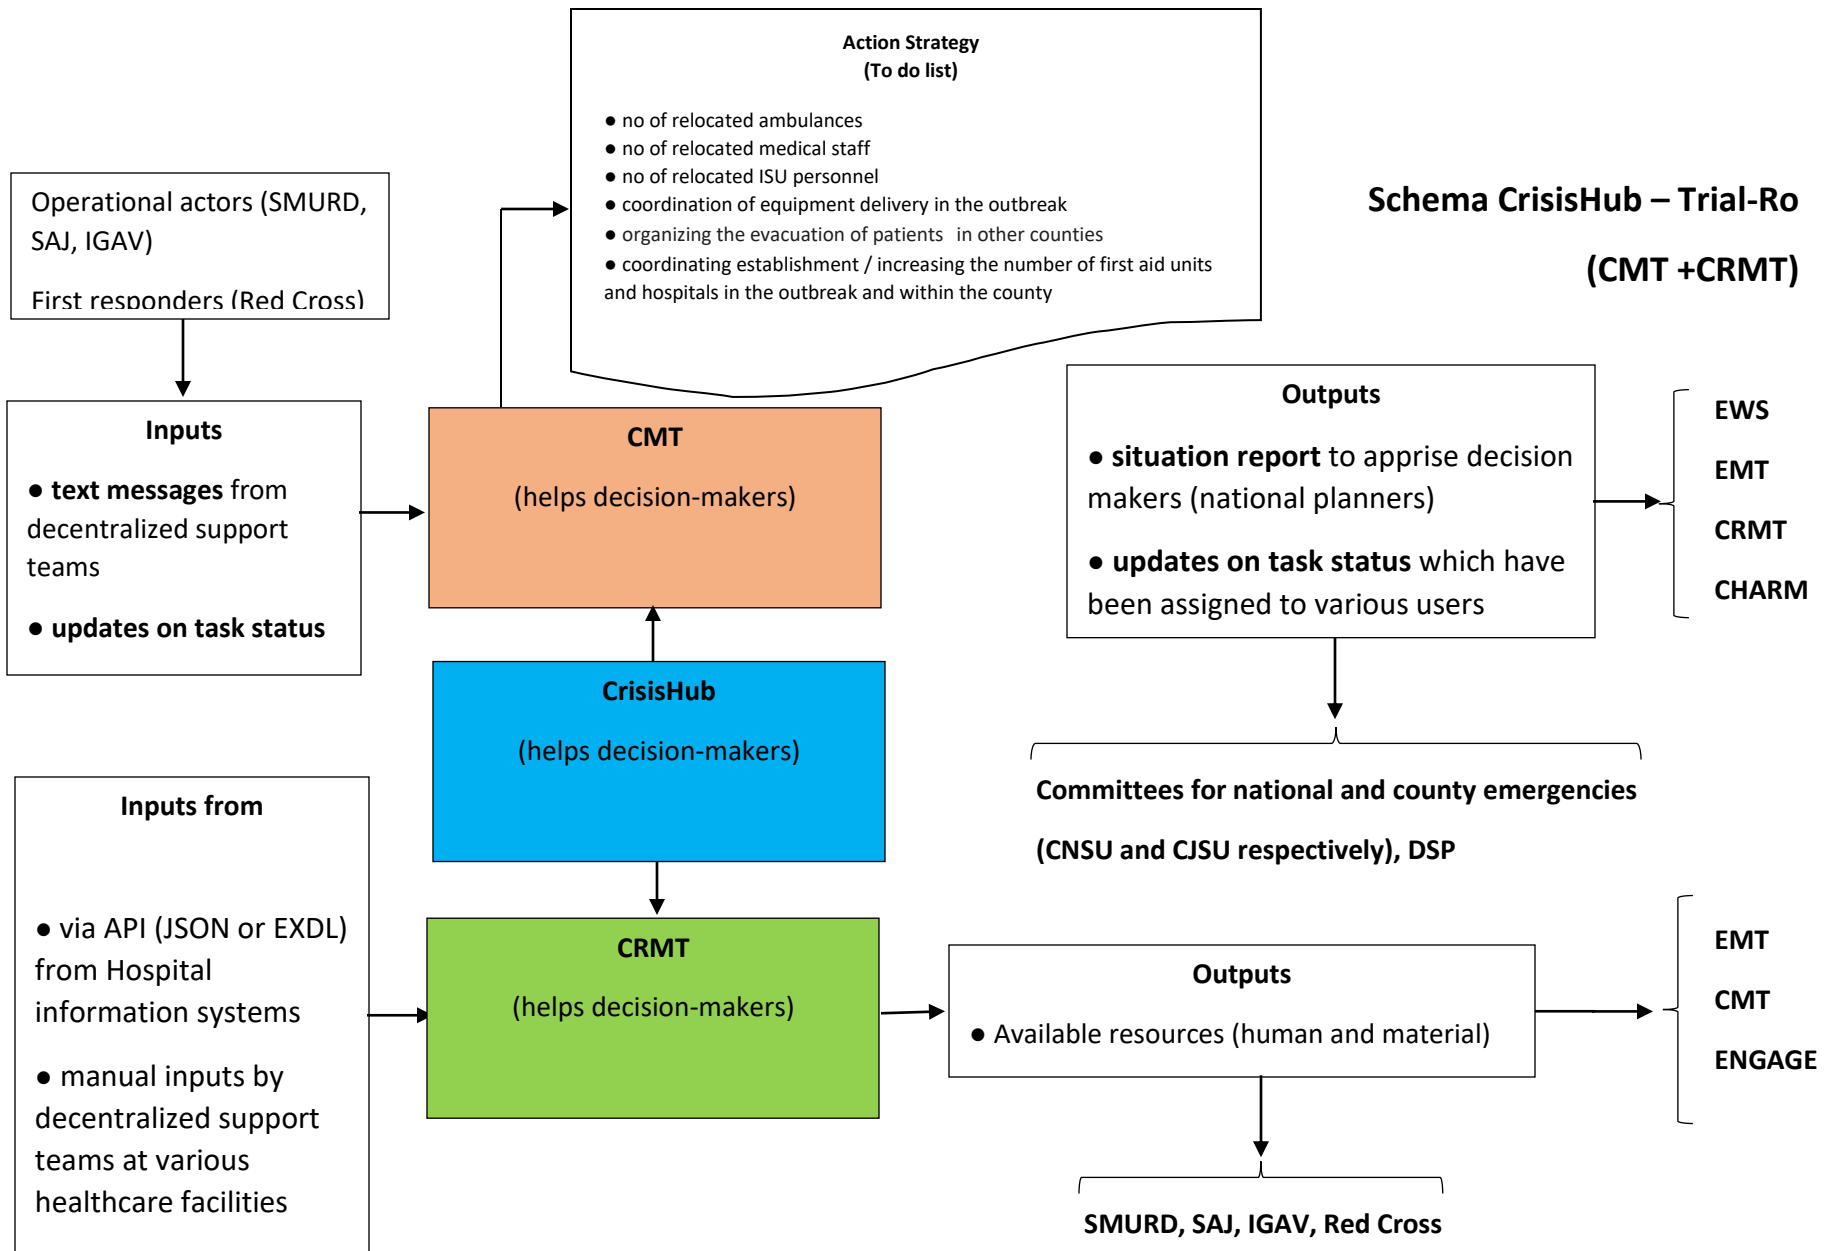 Action Strategy
(To do list)
● no of relocated ambulances
● no of relocated medical staff
● no of relocated ISU personnel
● coordination of equipment delivery in the outbreak
● organizing the evacuation of patients in other counties
● coordinating establishment / increasing the number of first aid units
and hospitals in the outbreak and within the county
Schema CrisisHub – Trial-Ro
(CMT +CRMT)
Operational actors (SMURD,
SAJ, IGAV)
First responders (Red Cross)
Inputs
● text messages from
decentralized support
teams
● updates on task status
CMT
(helps decision-makers)
Outputs
● situation report to apprise decision
makers (national planners)
● updates on task status which have
been assigned to various users
EWS
EMT
CRMT
CHARM
CrisisHub
(helps decision-makers)
Committees for national and county emergencies
(CNSU and CJSU respectively), DSP
Inputs from
● via API (JSON or EXDL)
from Hospital
information systems
● manual inputs by
decentralized support
teams at various
healthcare facilities
CRMT
(helps decision-makers)
Outputs
● Available resources (human and material)
EMT
CMT
ENGAGE
SMURD, SAJ, IGAV, Red Cross